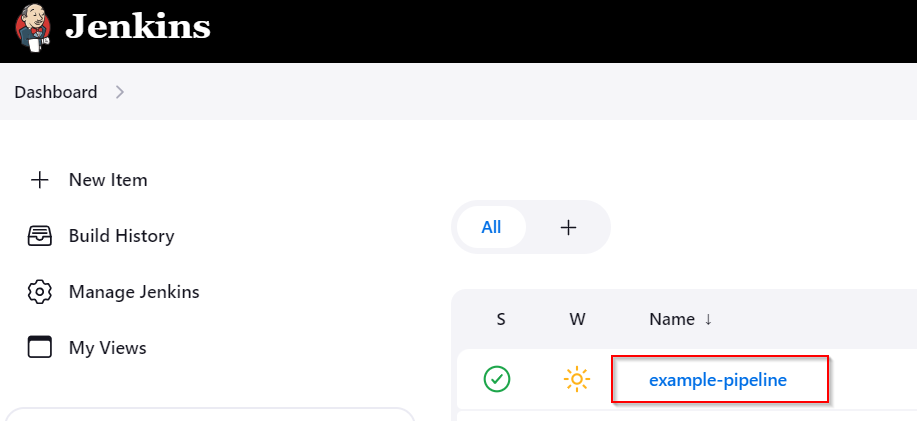 Jenkins
Dashboard
New Item
Build History
Manage Jenkins
My Views
All
S W Name ↓
example-pipeline